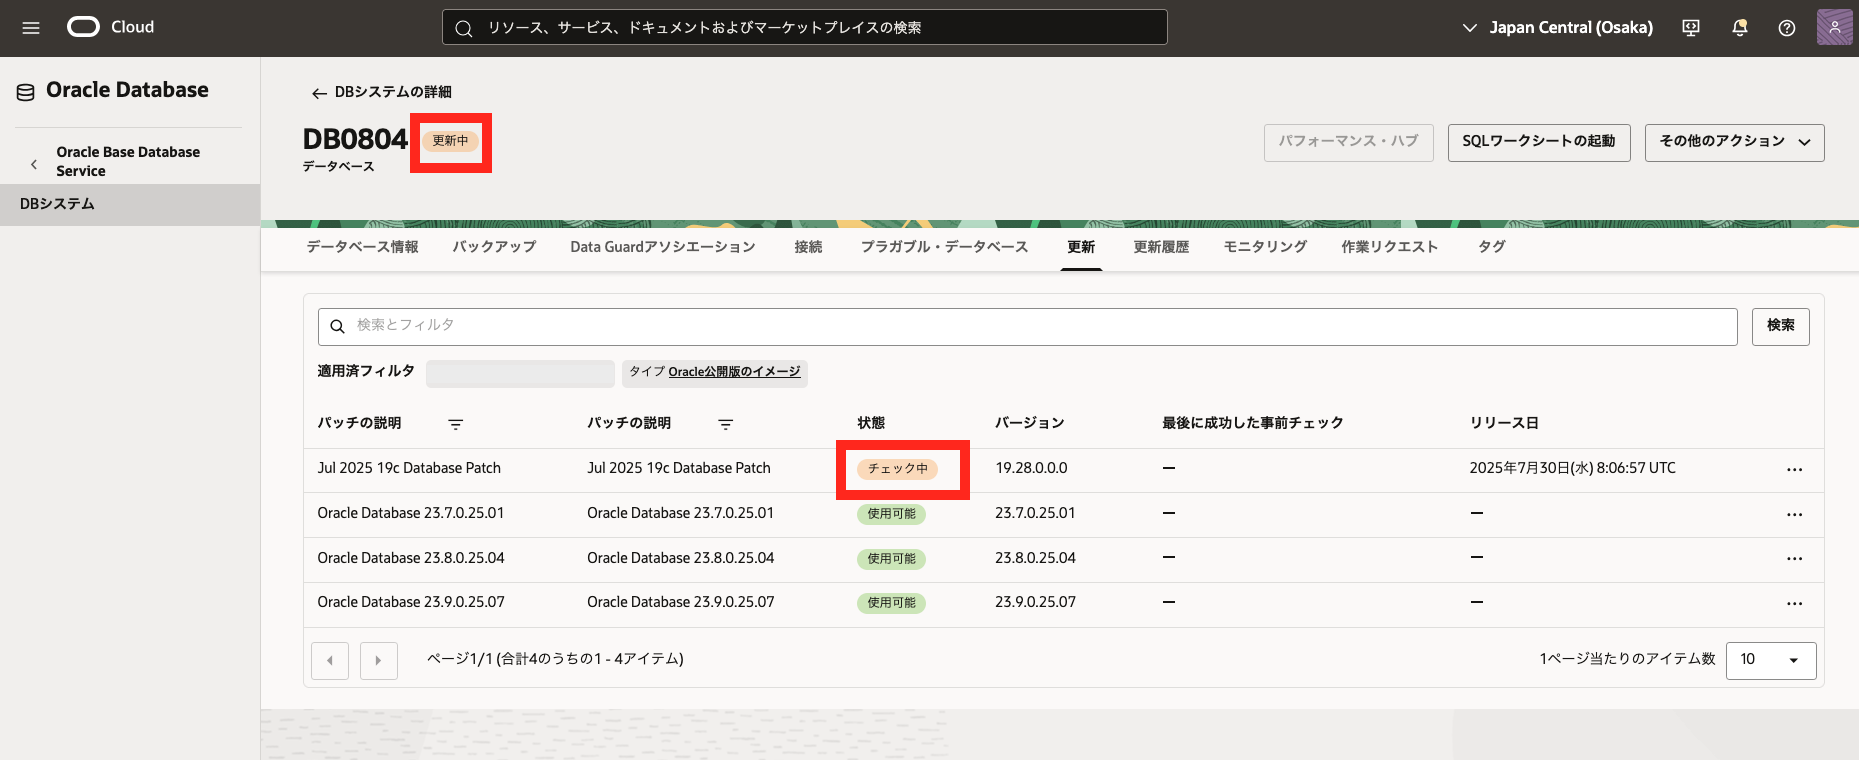 Cloud
リソース、サービス、ドキュメントおよびマーケットプレイスの検索
Japan Central (Osaka)
Oracle Database
Oracle Base Database
Service
DBシステム
DBシステムの詳細
DB0804 更新中
データベース
パフォーマンス・ハブ
SQLワークシートの起動
その他のアクション
データベース情報 バックアップ Data Guardアソシエーション 接続 プラガブル・データベース 更新 更新履歴 モニタリング 作業リクエスト タグ
検索とフィルタ
検索
適用済フィルタ タイプ Oracle公開版のイメージ
パッチの説明 パッチの説明 状態 バージョン 最後に成功した事前チェック リリース日
Jul 2025 19c Database Patch Jul 2025 19c Database Patch チェック中 19.28.0.0.0 — 2025年7月30日(水) 8:06:57 UTC ...
Oracle Database 23.7.0.25.01 Oracle Database 23.7.0.25.01 使用可能 23.7.0.25.01 — — ...
Oracle Database 23.8.0.25.04 Oracle Database 23.8.0.25.04 使用可能 23.8.0.25.04 — — ...
Oracle Database 23.9.0.25.07 Oracle Database 23.9.0.25.07 使用可能 23.9.0.25.07 — — ...
ページ1/1 (合計4のうちの1 - 4アイテム)
1ページ当たりのアイテム数 10